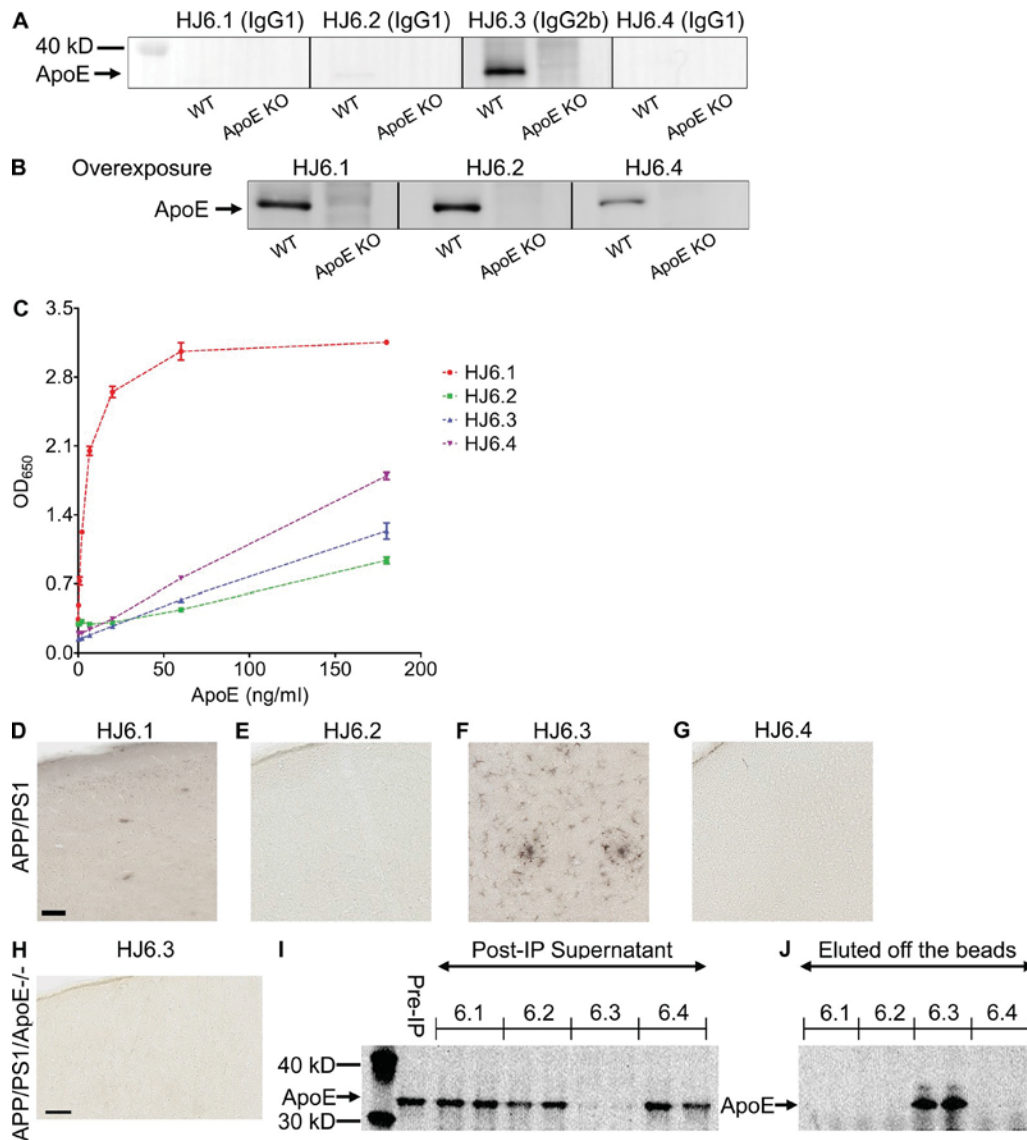 A HJ6.1 (IgG1) HJ6.2 (IgG1) HJ6.3 (IgG2b) HJ6.4 (IgG1)
40 kD
ApoE
WT ApoE KO WT ApoE KO WT ApoE KO WT ApoE KO
B Overexposure HJ6.1 HJ6.2 HJ6.4
ApoE
WT ApoE KO WT ApoE KO WT ApoE KO
C
3.5
2.8
2.1
1.4
0.7
0.0
OD650
0 50 100 150 200
ApoE (ng/ml)
HJ6.1
HJ6.2
HJ6.3
HJ6.4
D HJ6.1 E HJ6.2 F HJ6.3 G HJ6.4
APP/PS1
H HJ6.3
APP/PS1/ApoE-/-
I Post-IP Supernatant
Pre-IP 6.1 6.2 6.3 6.4
40 kD
ApoE
30 kD
J Eluted off the beads
6.1 6.2 6.3 6.4
ApoE